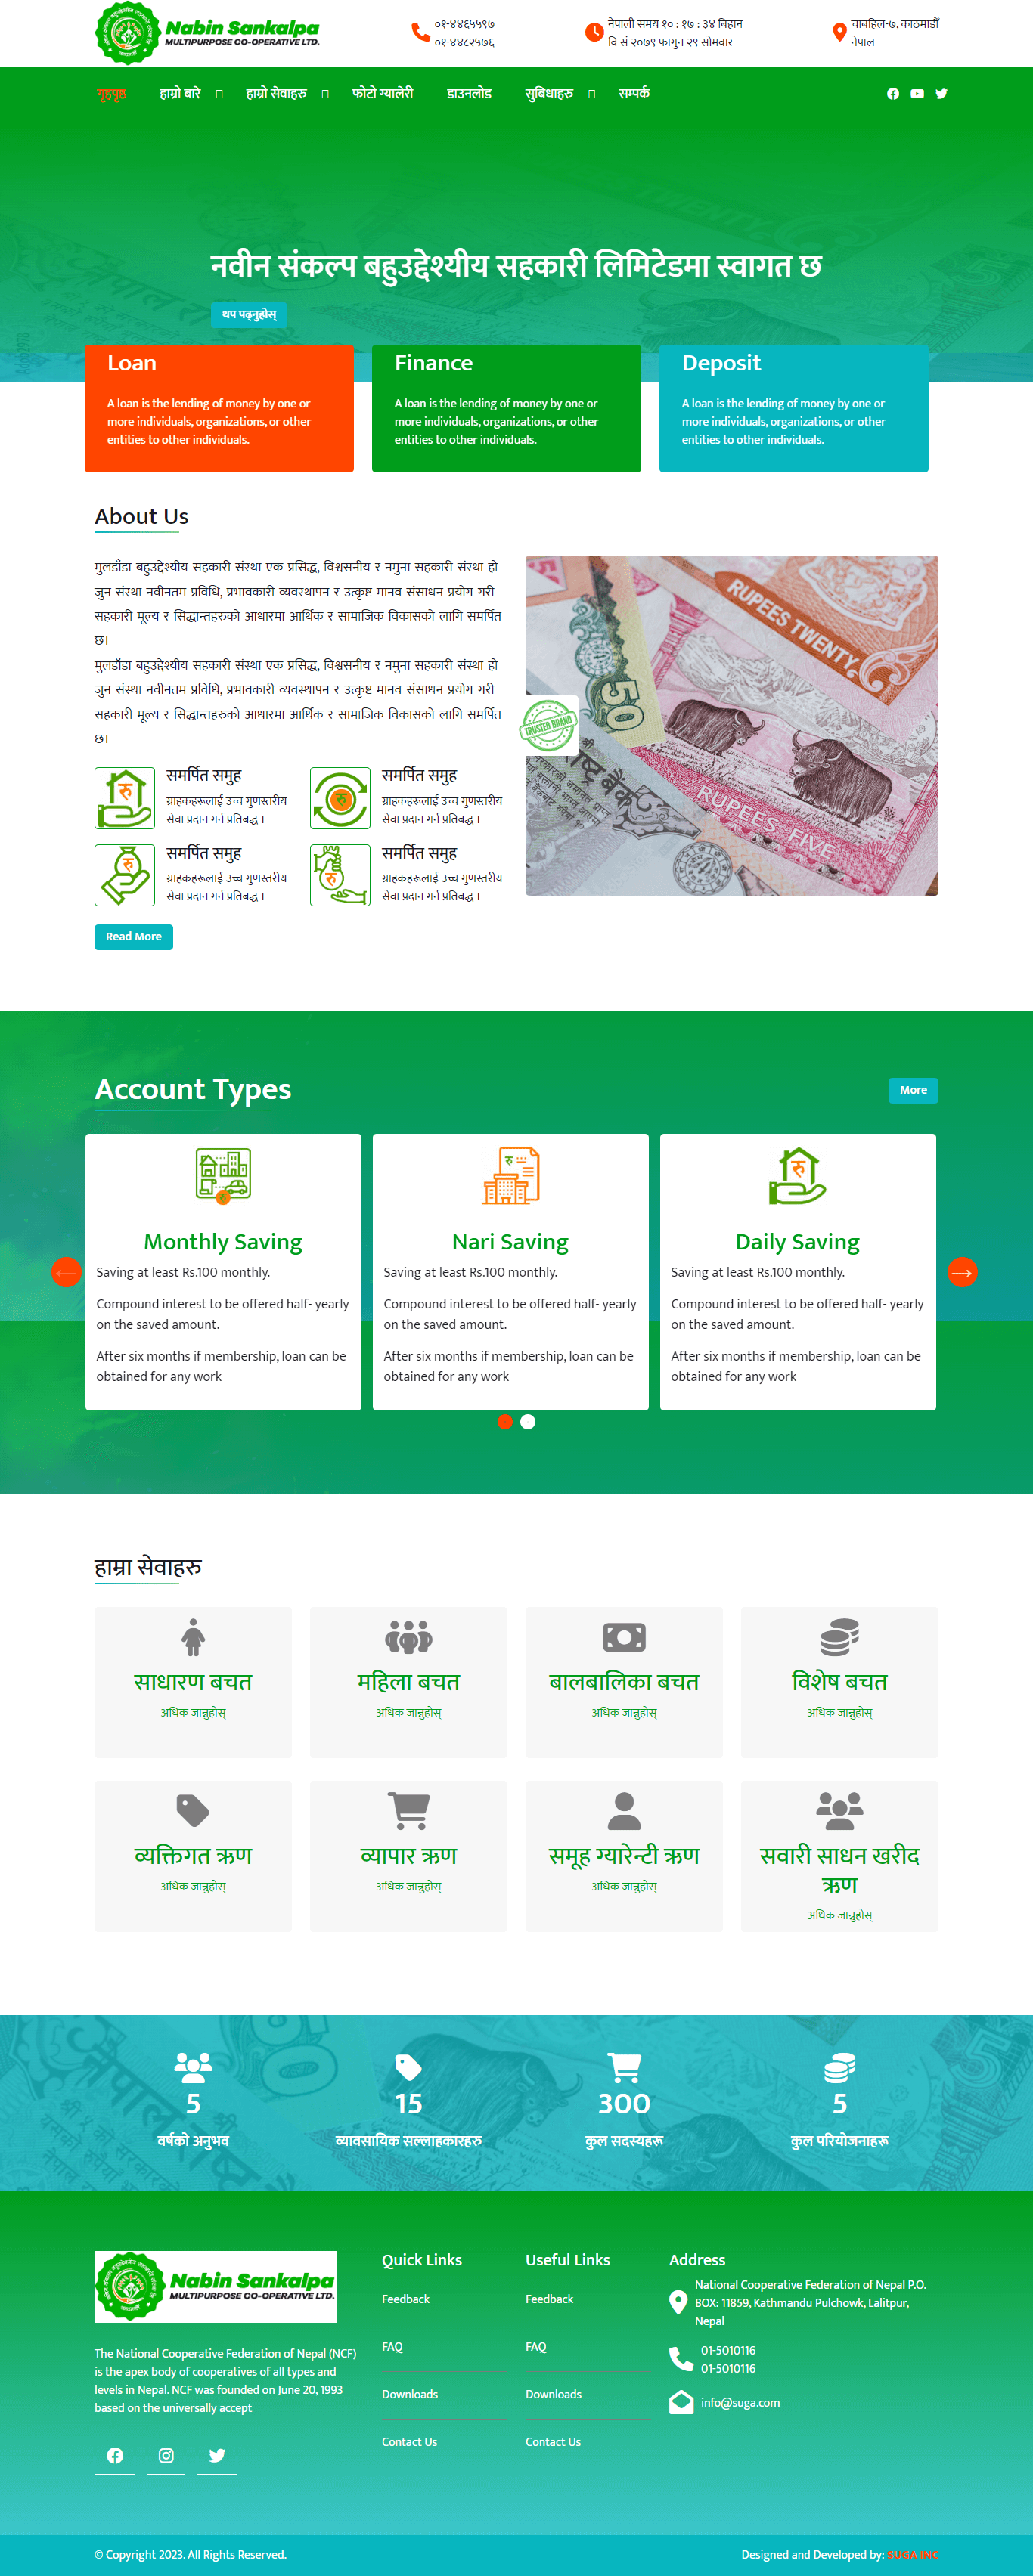 Nabin Sankalpa
MULTIPURPOSE CO-OPERATIVE LTD.
०१-४४६५५९७
०१-४४८२५७६
नेपाली समय १० : १७ : ३४ बिहान
वि सं २०७९ फागुन २९ सोमवार
चाबहिल-७, काठमाडौँ
नेपाल
गृहपृष्ठ हाम्रो बारे हाम्रो सेवाहरु फोटो ग्यालेरी डाउनलोड सुबिधाहरु सम्पर्क
नवीन संकल्प बहुउद्देश्यीय सहकारी लिमिटेडमा स्वागत छ
थप पढ्नुहोस्
Loan
A loan is the lending of money by one or
more individuals, organizations, or other
entities to other individuals.
Finance
A loan is the lending of money by one or
more individuals, organizations, or other
entities to other individuals.
Deposit
A loan is the lending of money by one or
more individuals, organizations, or other
entities to other individuals.
About Us
मुलडाँडा बहुउद्देश्यीय सहकारी संस्था एक प्रसिद्ध, विश्वसनीय र नमुना सहकारी संस्था हो
जुन संस्था नवीनतम प्रविधि, प्रभावकारी व्यवस्थापन र उत्कृष्ट मानव संसाधन प्रयोग गरी
सहकारी मूल्य र सिद्धान्तहरुको आधारमा आर्थिक र सामाजिक विकासको लागि समर्पित
छ।
मुलडाँडा बहुउद्देश्यीय सहकारी संस्था एक प्रसिद्ध, विश्वसनीय र नमुना सहकारी संस्था हो
जुन संस्था नवीनतम प्रविधि, प्रभावकारी व्यवस्थापन र उत्कृष्ट मानव संसाधन प्रयोग गरी
सहकारी मूल्य र सिद्धान्तहरुको आधारमा आर्थिक र सामाजिक विकासको लागि समर्पित
छ।
रु
समर्पित समुह
ग्राहकहरूलाई उच्च गुणस्तरीय
सेवा प्रदान गर्न प्रतिबद्ध ।
रु
समर्पित समुह
ग्राहकहरूलाई उच्च गुणस्तरीय
सेवा प्रदान गर्न प्रतिबद्ध ।
रु
समर्पित समुह
ग्राहकहरूलाई उच्च गुणस्तरीय
सेवा प्रदान गर्न प्रतिबद्ध ।
रु
समर्पित समुह
ग्राहकहरूलाई उच्च गुणस्तरीय
सेवा प्रदान गर्न प्रतिबद्ध ।
Read More
RUPEES TWENTY
50
TRUSTED BRAND
RUPEES FIVE
Account Types
More
रु
Monthly Saving
Saving at least Rs.100 monthly.
Compound interest to be offered half- yearly
on the saved amount.
After six months if membership, loan can be
obtained for any work
रु
Nari Saving
Saving at least Rs.100 monthly.
Compound interest to be offered half- yearly
on the saved amount.
After six months if membership, loan can be
obtained for any work
रु
Daily Saving
Saving at least Rs.100 monthly.
Compound interest to be offered half- yearly
on the saved amount.
After six months if membership, loan can be
obtained for any work
हाम्रा सेवाहरु
साधारण बचत
अधिक जान्नुहोस्
महिला बचत
अधिक जान्नुहोस्
बालबालिका बचत
अधिक जान्नुहोस्
विशेष बचत
अधिक जान्नुहोस्
व्यक्तिगत ऋण
अधिक जान्नुहोस्
व्यापार ऋण
अधिक जान्नुहोस्
समूह ग्यारेन्टी ऋण
अधिक जान्नुहोस्
सवारी साधन खरीद
ऋण
अधिक जान्नुहोस्
5
वर्षको अनुभव
15
व्यावसायिक सल्लाहकारहरु
300
कुल सदस्यहरू
5
कुल परियोजनाहरू
Nabin Sankalpa
MULTIPURPOSE CO-OPERATIVE LTD.
The National Cooperative Federation of Nepal (NCF)
is the apex body of cooperatives of all types and
levels in Nepal. NCF was founded on June 20, 1993
based on the universally accept
Quick Links
Feedback
FAQ
Downloads
Contact Us
Useful Links
Feedback
FAQ
Downloads
Contact Us
Address
National Cooperative Federation of Nepal P.O.
BOX: 11859, Kathmandu Pulchowk, Lalitpur,
Nepal
01-5010116
01-5010116
info@suga.com
© Copyright 2023. All Rights Reserved.
Designed and Developed by: SUGA INC